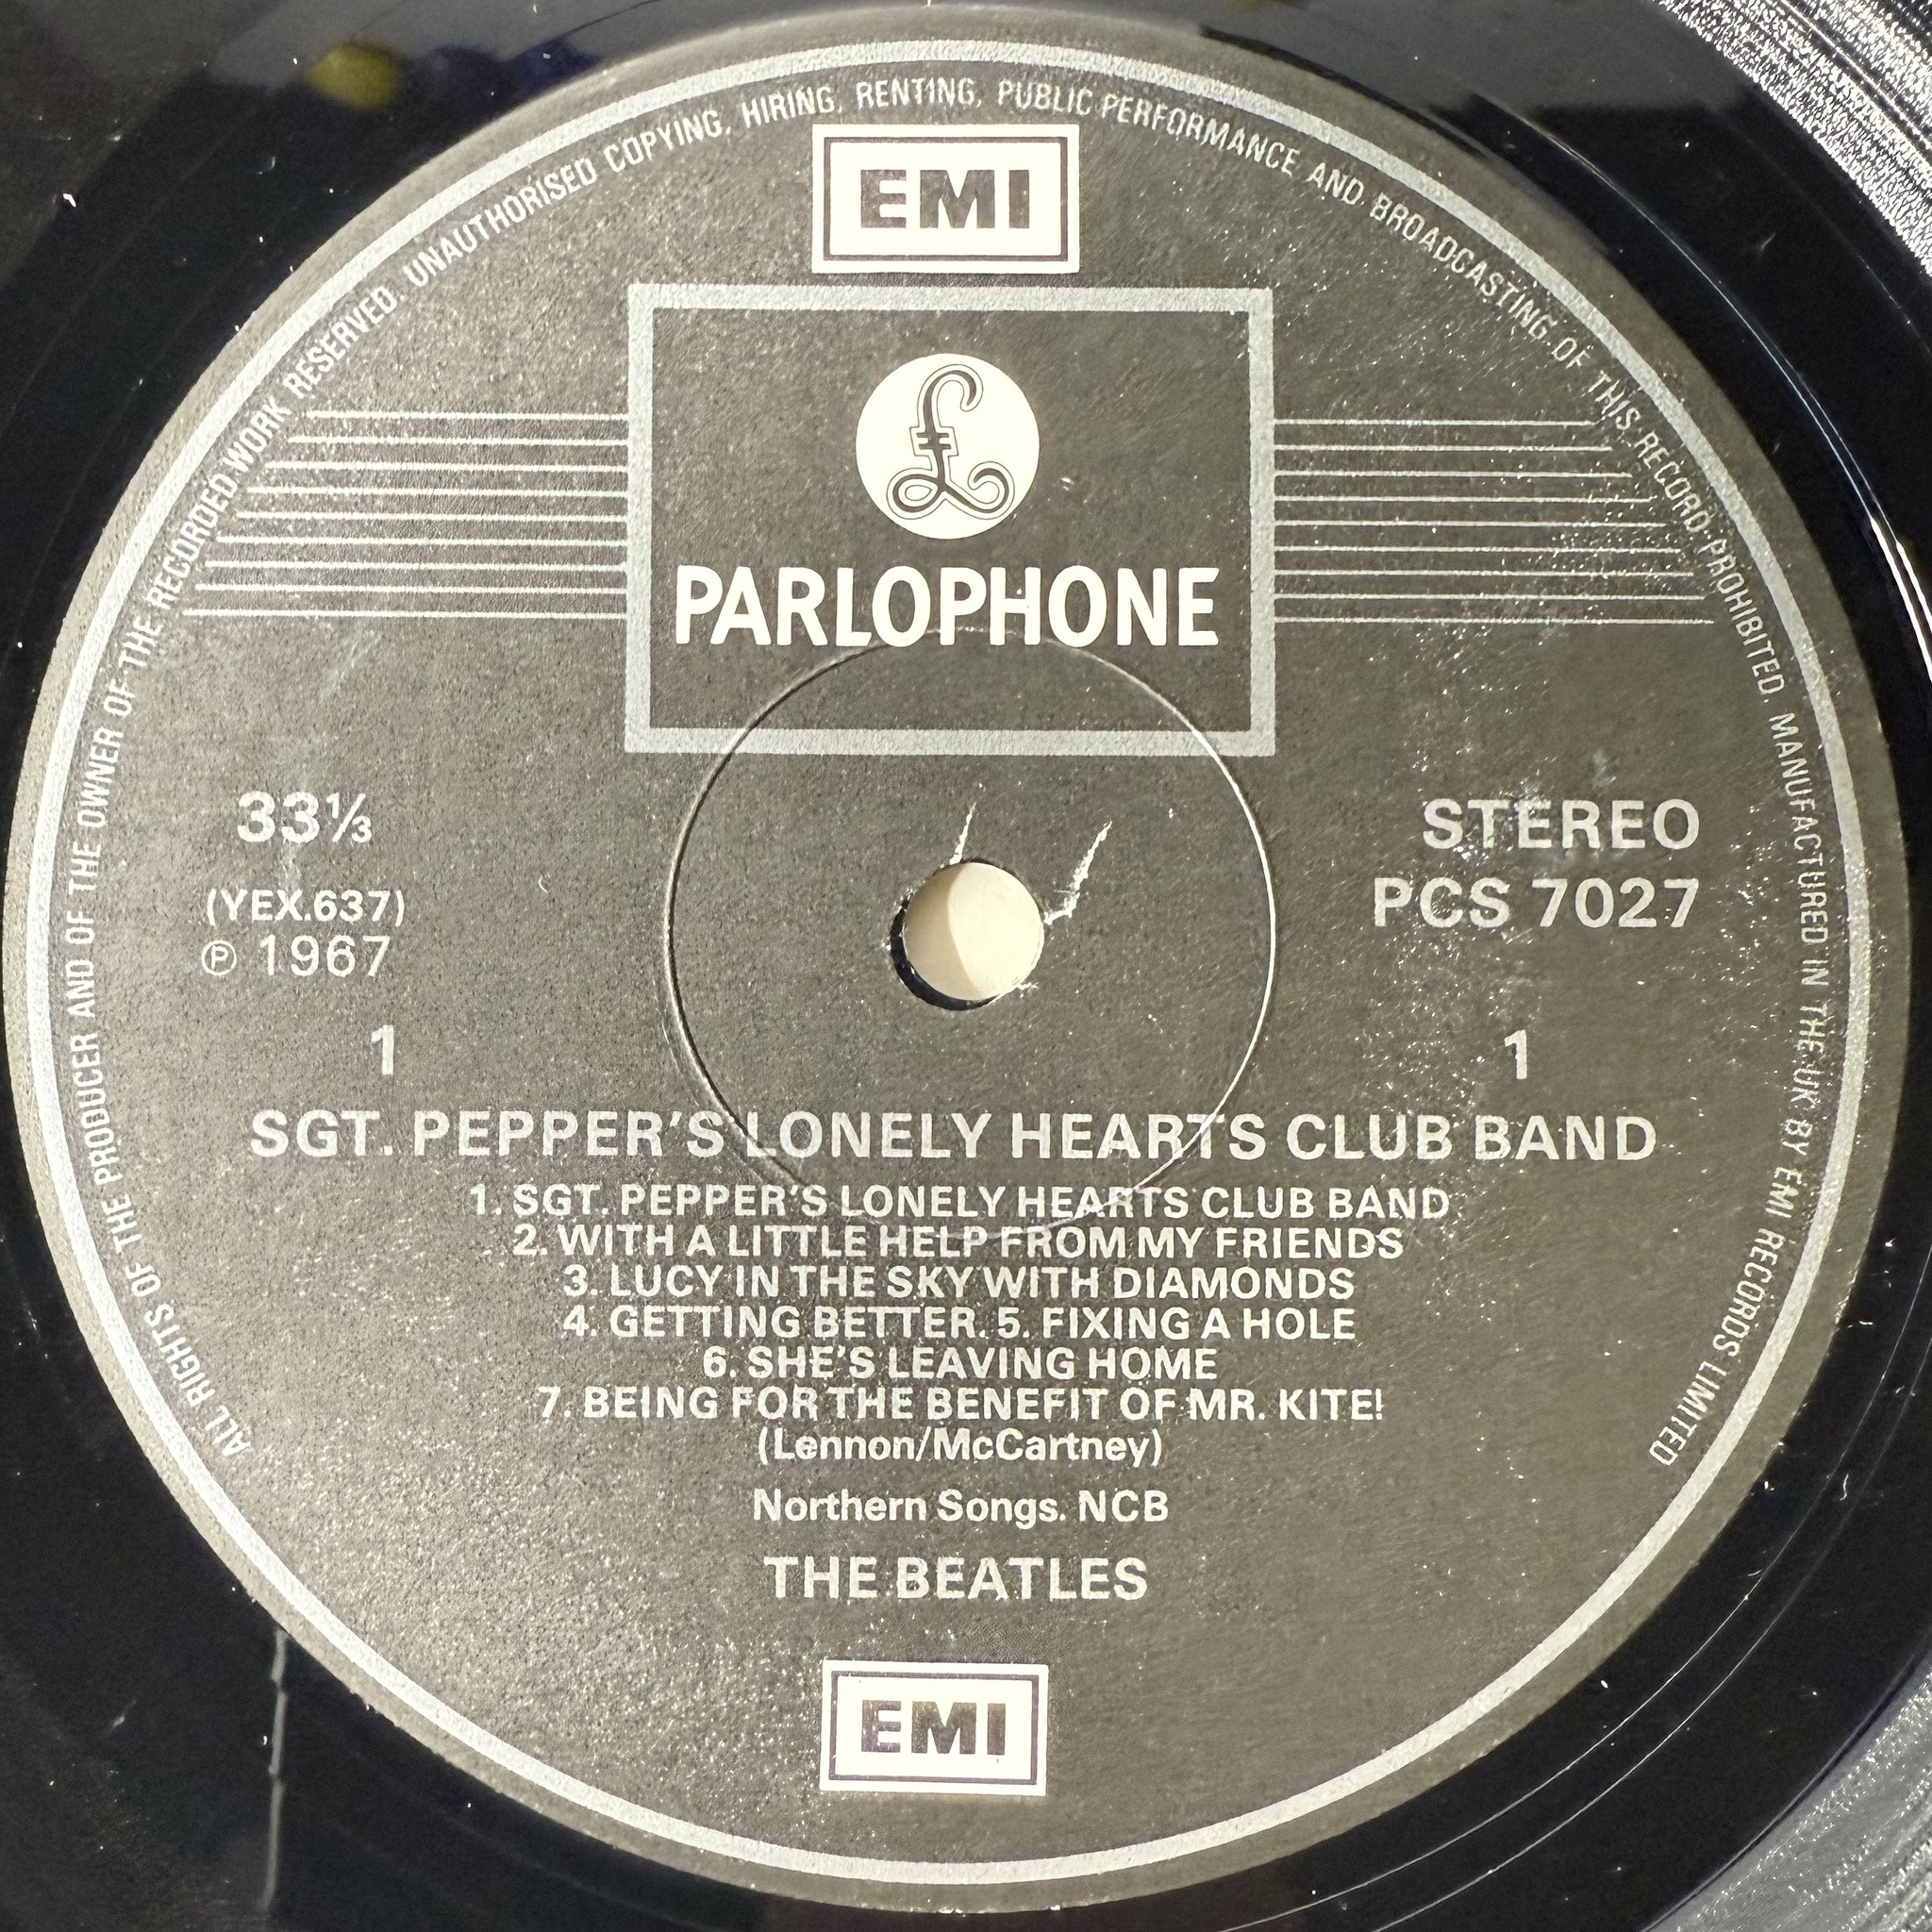 ALL RIGHTS OF THE PRODUCER AND OF THE OWNER OF THE RECORDED WORK RESERVED. UNAUTHORISED COPYING, HIRING, RENTING, PUBLIC PERFORMANCE AND BROADCASTING OF THIS RECORD PROHIBITED. MANUFACTURED IN THE UK BY EMI RECORDS LIMITED
EMI
£
PARLOPHONE
33⅓
(YEX.637)
℗ 1967
1
STEREO
PCS 7027
1
SGT. PEPPER'S LONELY HEARTS CLUB BAND
1. SGT. PEPPER'S LONELY HEARTS CLUB BAND
2. WITH A LITTLE HELP FROM MY FRIENDS
3. LUCY IN THE SKY WITH DIAMONDS
4. GETTING BETTER. 5. FIXING A HOLE
6. SHE'S LEAVING HOME
7. BEING FOR THE BENEFIT OF MR. KITE!
(Lennon/McCartney)
Northern Songs. NCB
THE BEATLES
EMI